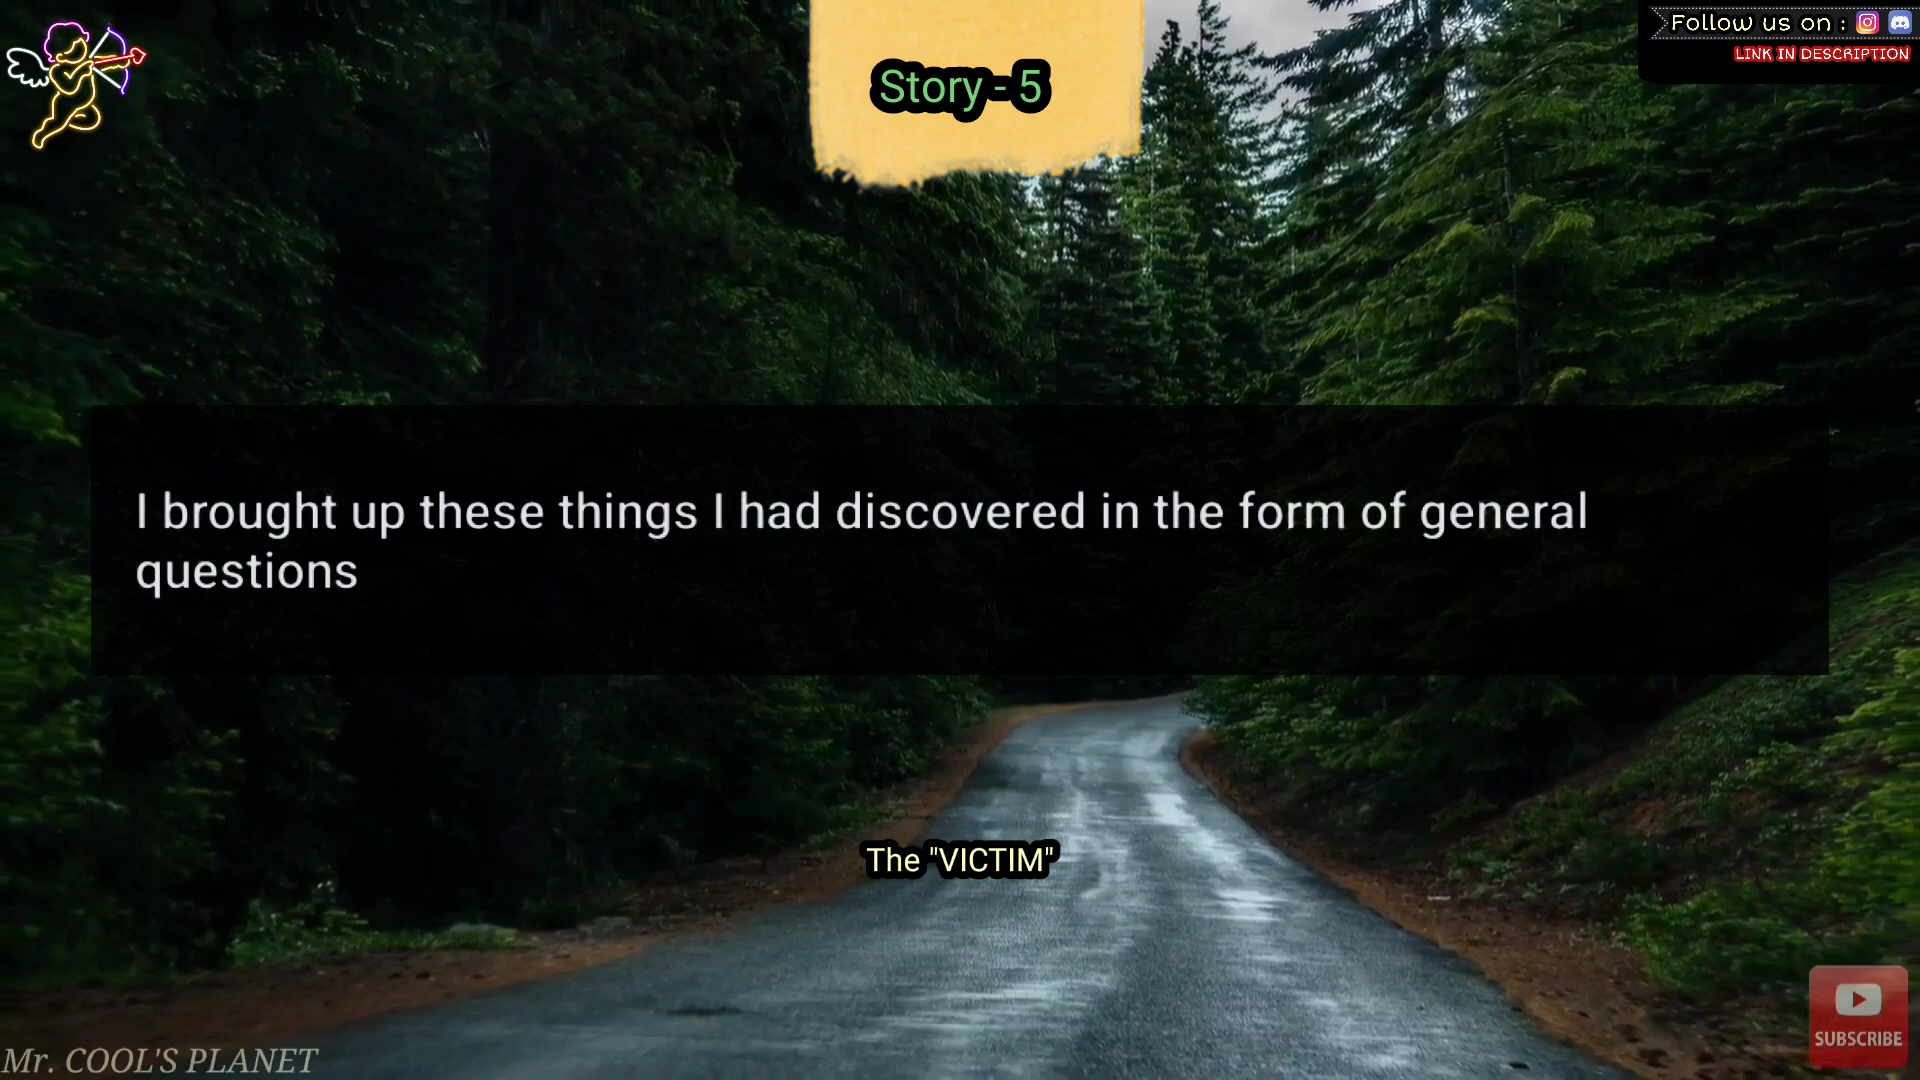 Story - 5
Follow us on :
LINK IN DESCRIPTION
I brought up these things I had discovered in the form of general
questions
The "VICTIM"
SUBSCRIBE
Mr. COOL'S PLANET